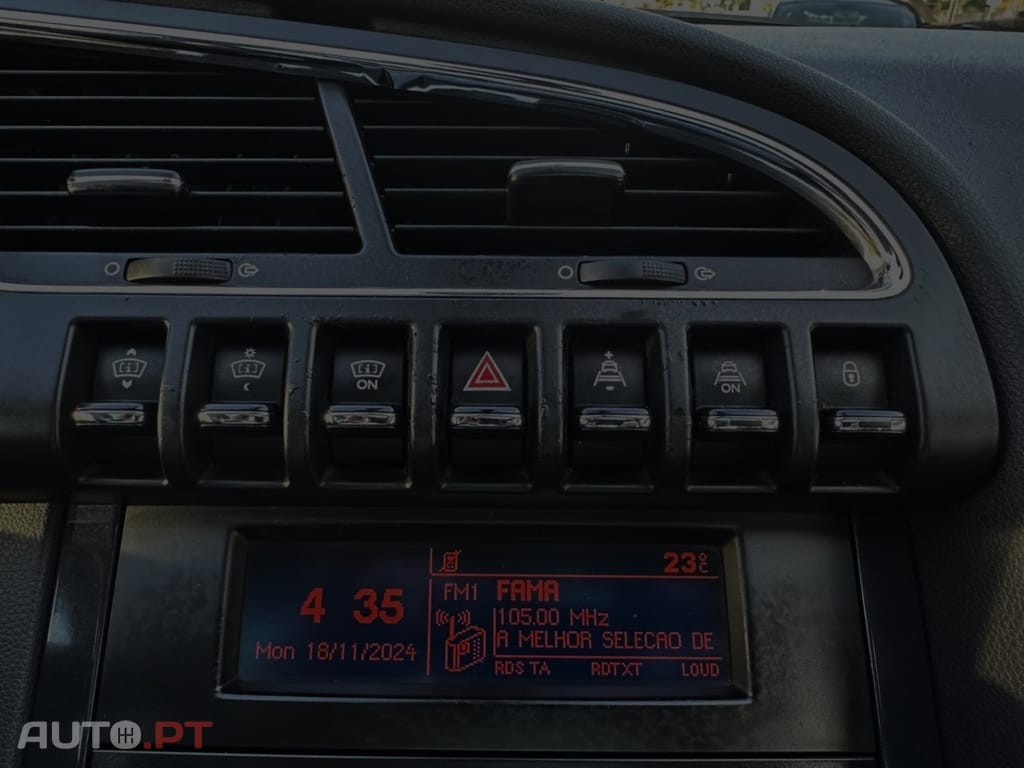 ON
ON
23°C
FM1 FAMA
4 35
105.00 MHz
A MELHOR SELECAO DE
Mon 18/11/2024
RDS TA RDTXT LOUD
AUTO.PT